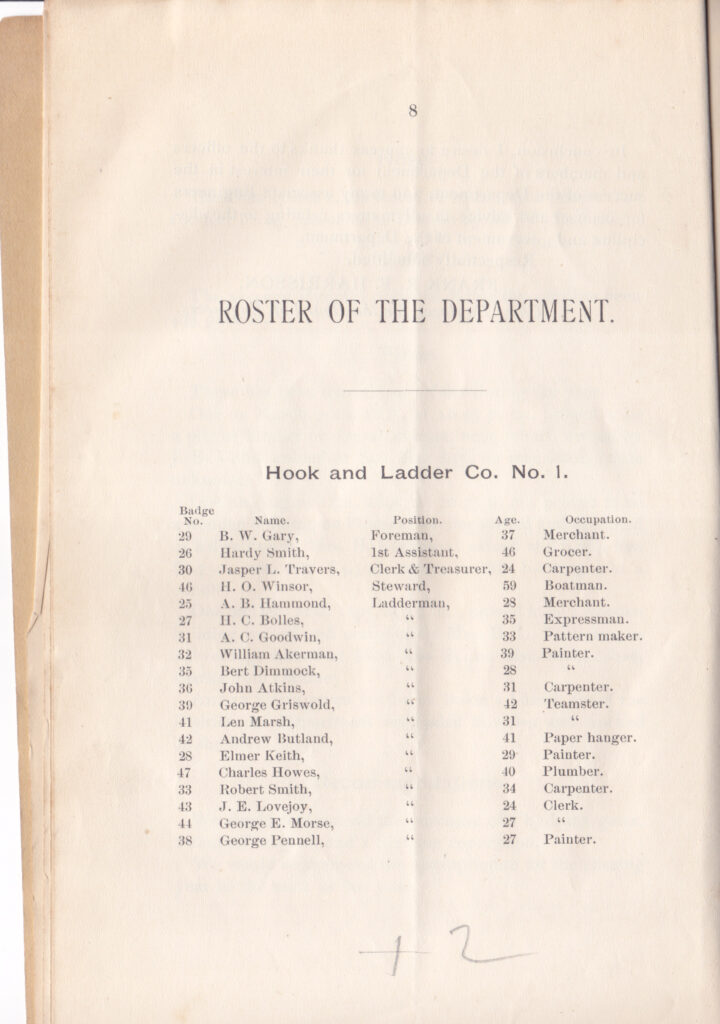 8
ROSTER OF THE DEPARTMENT.
Hook and Ladder Co. No. 1.
Badge No. Name. Position. Age. Occupation.
29 B. W. Gary, Foreman, 37 Merchant.
26 Hardy Smith, 1st Assistant, 46 Grocer.
30 Jasper L. Travers, Clerk & Treasurer, 24 Carpenter.
46 H. O. Winsor, Steward, 59 Boatman.
25 A. B. Hammond, Ladderman, 28 Merchant.
27 H. C. Bolles, “ 35 Expressman.
31 A. C. Goodwin, “ 33 Pattern maker.
32 William Akerman, “ 39 Painter.
35 Bert Dimmock, “ 28 “
36 John Atkins, “ 31 Carpenter.
39 George Griswold, “ 42 Teamster.
41 Len Marsh, “ 31 “
42 Andrew Butland, “ 41 Paper hanger.
28 Elmer Keith, “ 29 Painter.
47 Charles Howes, “ 40 Plumber.
33 Robert Smith, “ 34 Carpenter.
43 J. E. Lovejoy, “ 24 Clerk.
44 George E. Morse, “ 27 “
38 George Pennell, “ 27 Painter.
+ 2